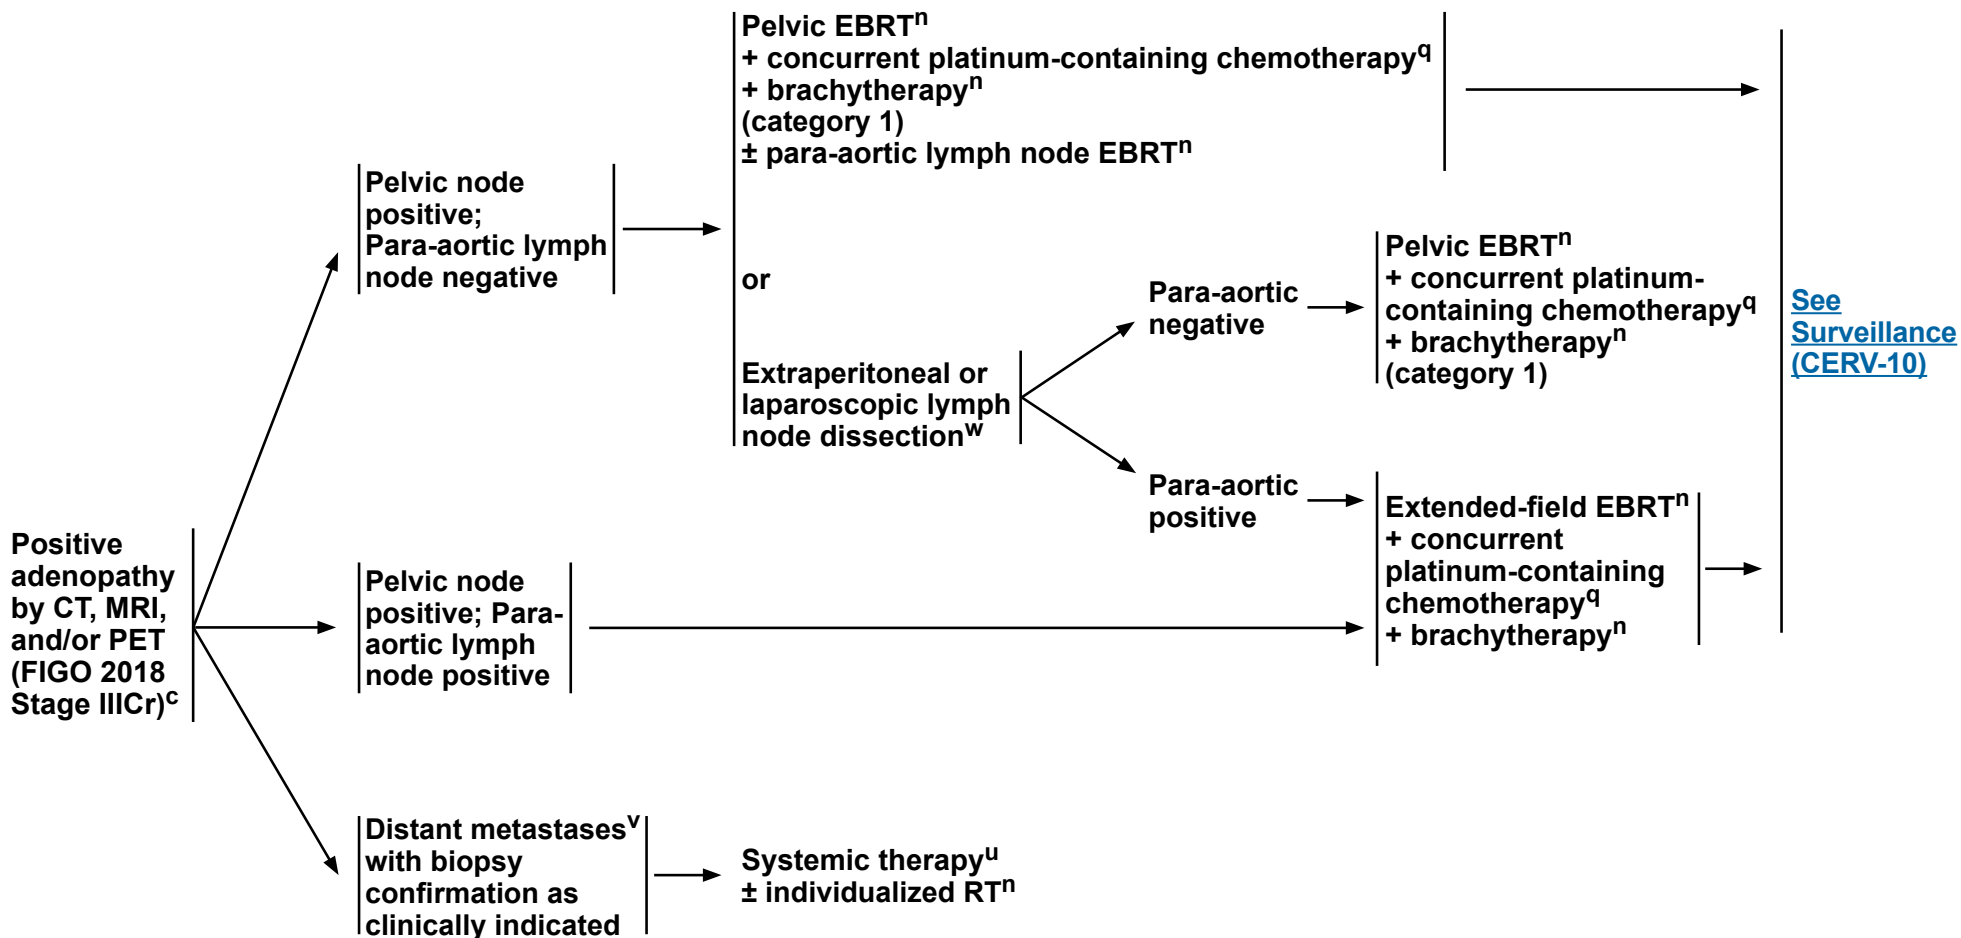 Positive
adenopathy
by CT, MRI,
and/or PET
(FIGO 2018
Stage IIICr)ᶜ
Pelvic node
positive;
Para-aortic lymph
node negative
Pelvic EBRTⁿ
+ concurrent platinum-containing chemotherapy^q
+ brachytherapyⁿ
(category 1)
± para-aortic lymph node EBRTⁿ
or
Extraperitoneal or
laparoscopic lymph
node dissectionʷ
Para-aortic
negative
Pelvic EBRTⁿ
+ concurrent platinum-
containing chemotherapy^q
+ brachytherapyⁿ
(category 1)
Para-aortic
positive
Extended-field EBRTⁿ
+ concurrent
platinum-containing
chemotherapy^q
+ brachytherapyⁿ
Pelvic node
positive; Para-
aortic lymph
node positive
Distant metastasesᵛ
with biopsy
confirmation as
clinically indicated
Systemic therapyᵘ
± individualized RTⁿ
See
Surveillance
(CERV-10)